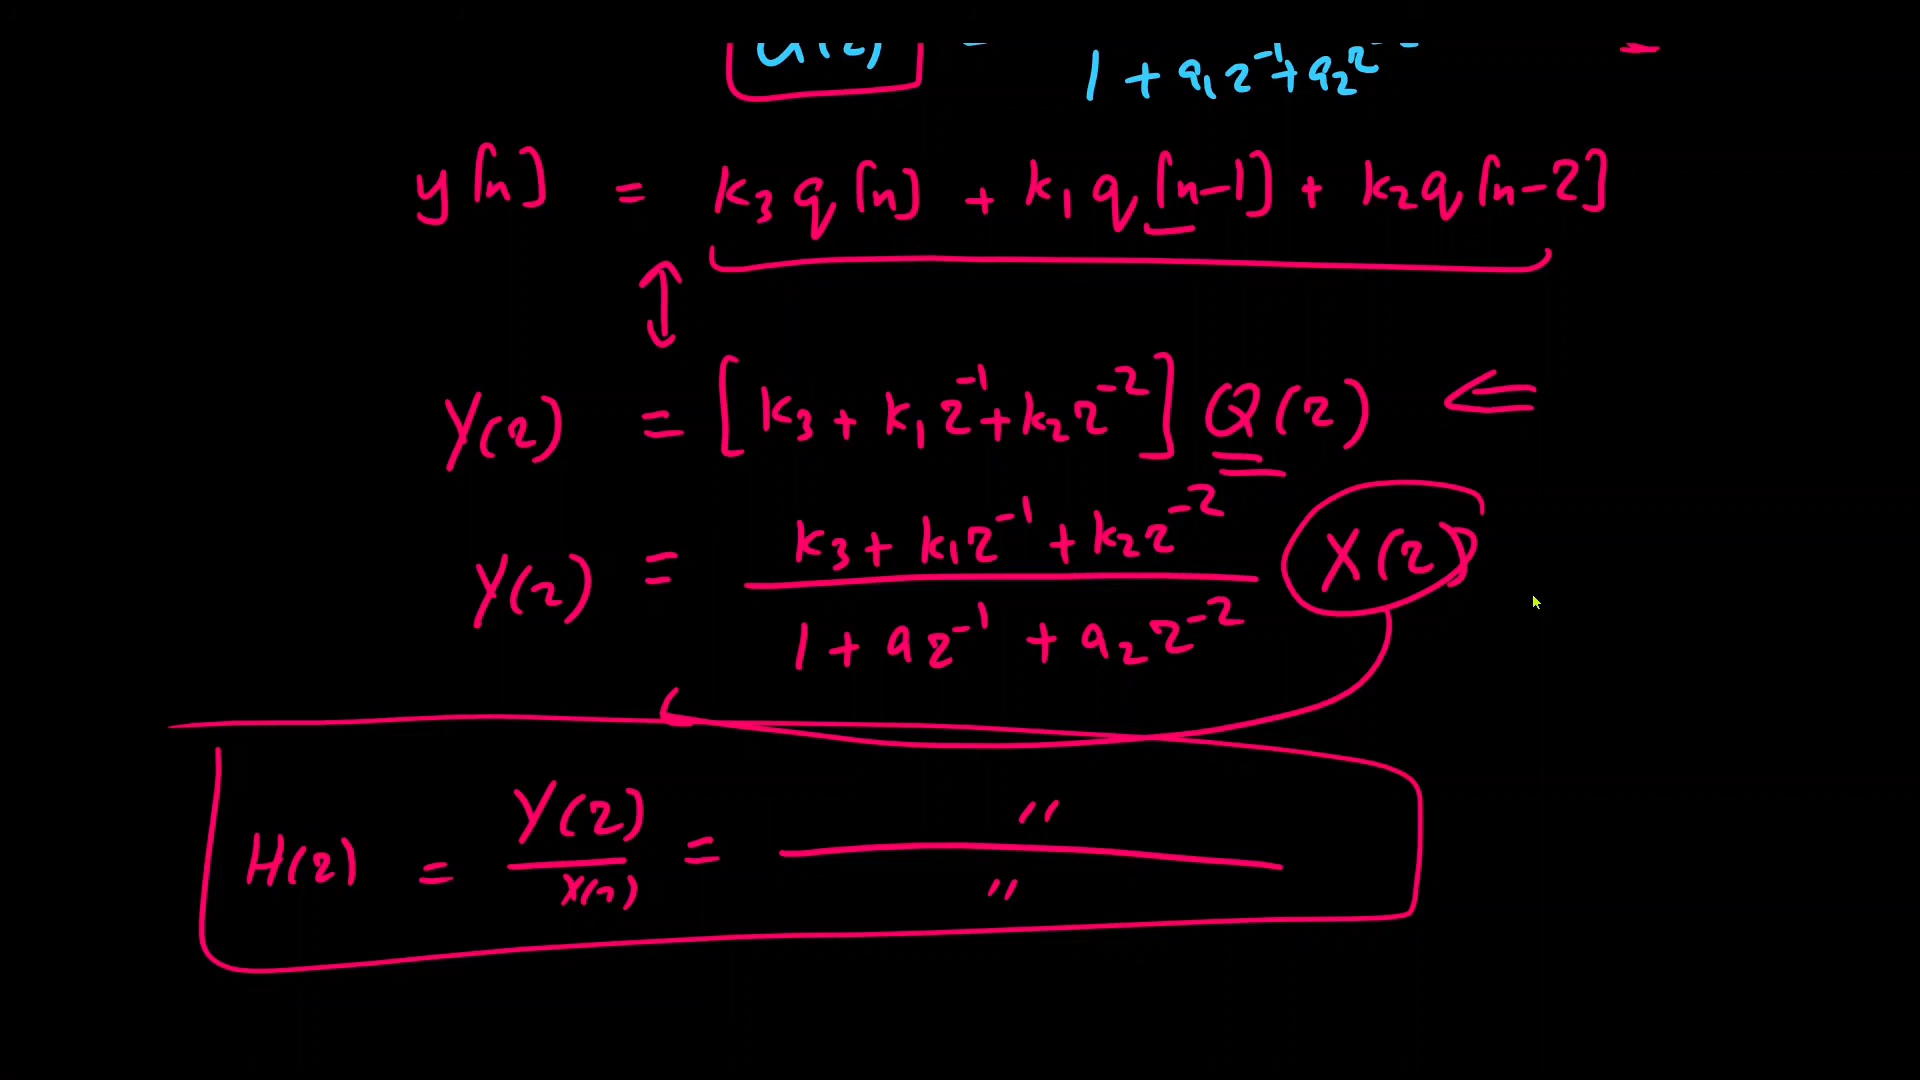 1 + a₁z⁻¹ + a₂z
y[n] = k₃q[n] + k₁q[n-1] + k₂q[n-2]
Y(z) = [k₃ + k₁z⁻¹ + k₂z⁻²] Q(z) ⇐
k₃ + k₁z⁻¹ + k₂z⁻²
Y(z) = X(z)
1 + az⁻¹ + a₂z⁻²
H(z) = Y(z) / X(z) = " / "